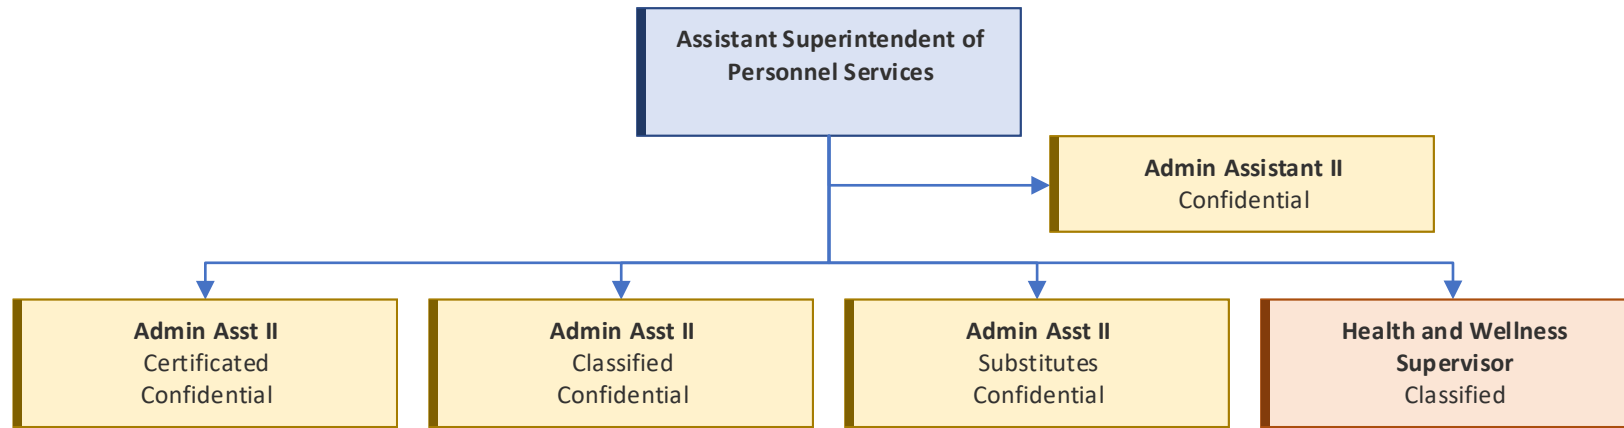 Assistant Superintendent of
Personnel Services
Admin Assistant II
Confidential
Admin Asst II
Certificated
Confidential
Admin Asst II
Classified
Confidential
Admin Asst II
Substitutes
Confidential
Health and Wellness
Supervisor
Classified